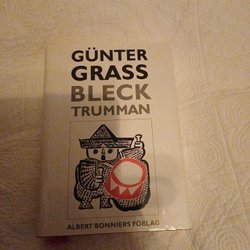 GÜNTER
GRASS
BLECK
TRUMMAN
ALBERT BONNIERS FÖRLAG